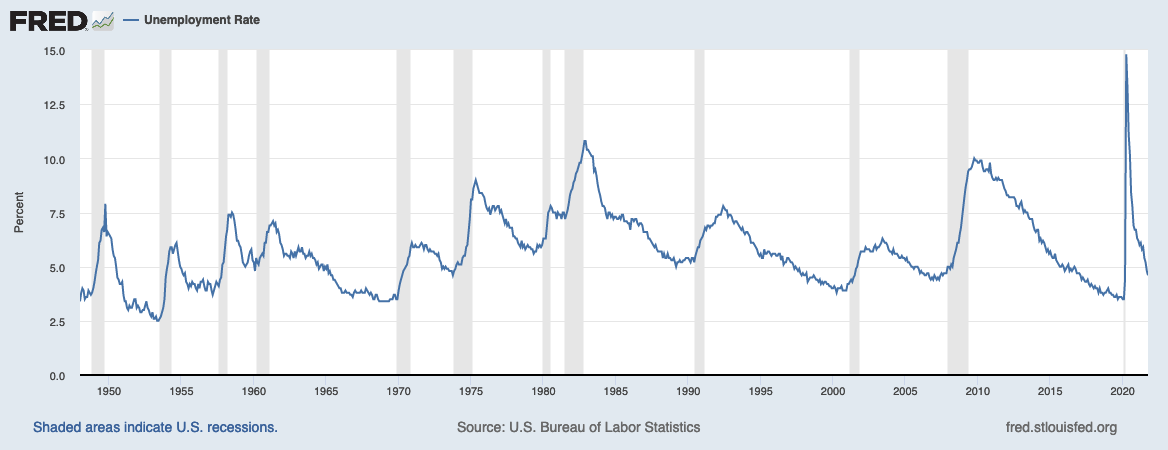 FRED Unemployment Rate
Percent
15.0
12.5
10.0
7.5
5.0
2.5
0.0
1950 1955 1960 1965 1970 1975 1980 1985 1990 1995 2000 2005 2010 2015 2020
Shaded areas indicate U.S. recessions. Source: U.S. Bureau of Labor Statistics fred.stlouisfed.org